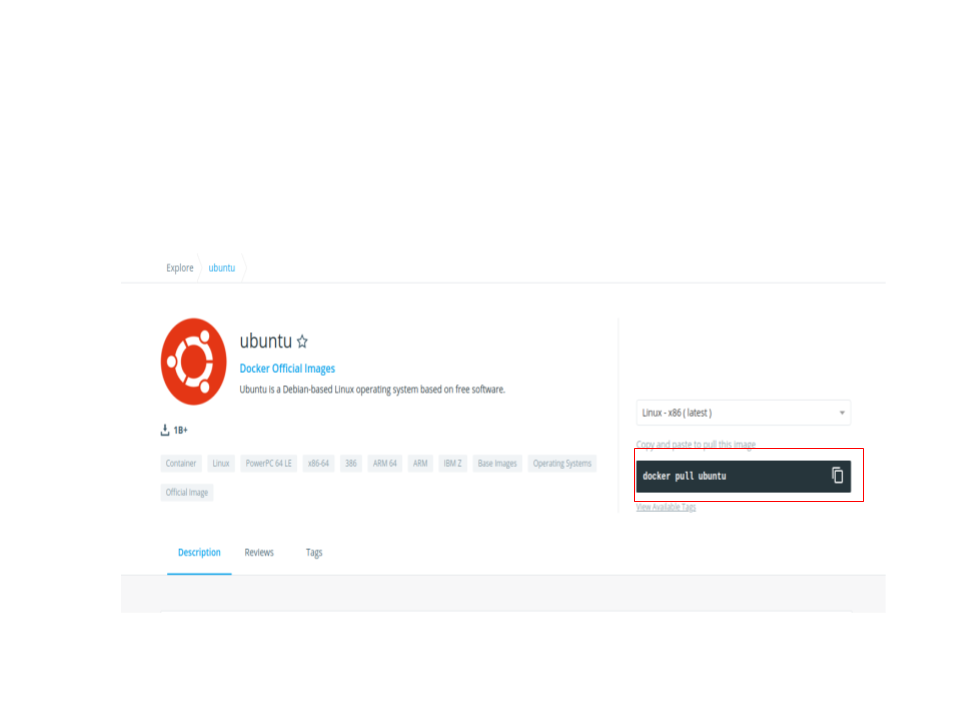 Explore ubuntu
ubuntu
Docker Official Images
Ubuntu is a Debian-based Linux operating system based on free software.
1B+
Container Linux PowerPC 64 LE x86-64 386 ARM 64 ARM IBM Z Base Images Operating Systems
Official Image
Linux - x86 ( latest )
Copy and paste to pull this image
docker pull ubuntu
View Available Tags
Description Reviews Tags